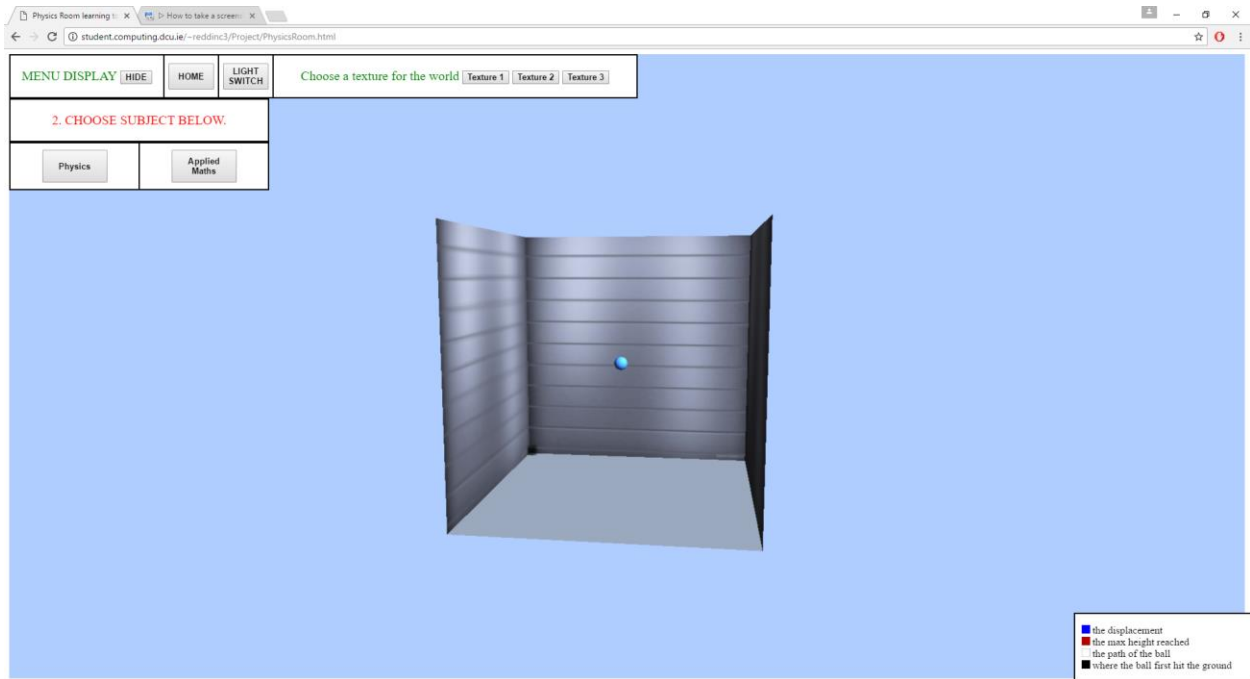 Physics Room learning t
▷ How to take a screen
student.computing.dcu.ie/~reddinc3/Project/PhysicsRoom.html
MENU DISPLAY HIDE HOME LIGHT SWITCH Choose a texture for the world Texture 1 Texture 2 Texture 3
2. CHOOSE SUBJECT BELOW.
Physics Applied Maths
the displacement
the max height reached
the path of the ball
where the ball first hit the ground